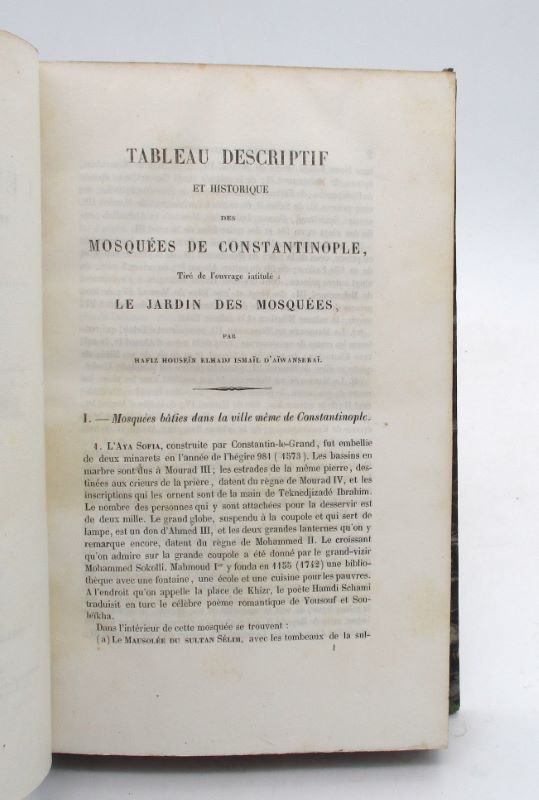 TABLEAU DESCRIPTIF
ET HISTORIQUE
DES
MOSQUÉES DE CONSTANTINOPLE,
Tiré de l'ouvrage intitulé :
LE JARDIN DES MOSQUÉES,
PAR
HAFIZ HOUSEÏN ELHADJ ISMAÏL D'AÏWANSERAÏ.
I. — Mosquées bâties dans la ville même de Constantinople.
1. L'AYA SOFIA, construite par Constantin-le-Grand, fut embellie
de deux minarets en l'année de l'hégire 981 ( 1573). Les bassins en
marbre sont dus à Mourad III; les estrades de la même pierre, des-
tinées aux crieurs de la prière, datent du règne de Mourad IV, et les
inscriptions qui les ornent sont de la main de Teknedjizadé Ibrahim.
Le nombre des personnes qui y sont attachées pour la desservir est
de deux mille. Le grand globe, suspendu à la coupole et qui sert de
lampe, est un don d'Ahmed III, et les deux grandes lanternes qu'on y
remarque encore, datent du règne de Mohammed II. Le croissant
qu'on admire sur la grande coupole a été donné par le grand-vizir
Mohammed Sokolli. Mahmoud Ier y fonda en 1155 (1742) une biblio-
thèque avec une fontaine, une école et une cuisine pour les pauvres.
A l'endroit qu'on appelle la place de Khizr, le poëte Hamdi Schami
traduisit en turc le célèbre poème romantique de Yousouf et Sou-
leïkha.
Dans l'intérieur de cette mosquée se trouvent :
(a) Le MAUSOLÉE DU SULTAN SÉLIM, avec les tombeaux de la sul-
1